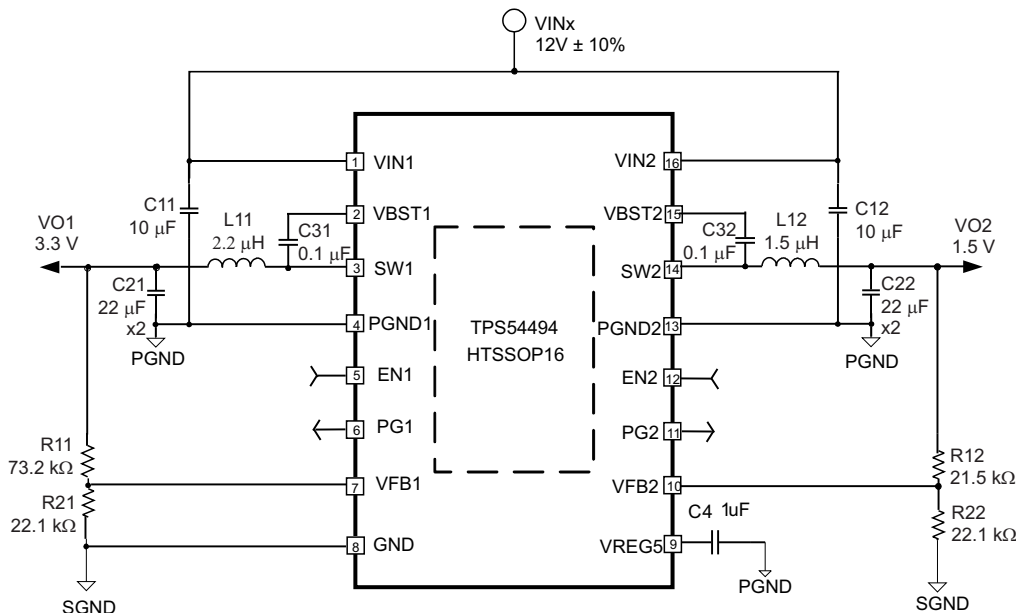 VINx
12V ± 10%
1 VIN1
VIN2 16
C11
10 µF
2 VBST1
VBST2 15
C12
10 µF
VO1
3.3 V
L11
2.2 µH
C31
0.1 µF
C32
0.1 µF
L12
1.5 µH
VO2
1.5 V
3 SW1
SW2 14
C21
22 µF
x2
C22
22 µF
x2
4 PGND1
PGND2 13
PGND
PGND
TPS54494
HTSSOP16
5 EN1
EN2 12
6 PG1
PG2 11
R11
73.2 kΩ
R12
21.5 kΩ
7 VFB1
VFB2 10
R21
22.1 kΩ
R22
22.1 kΩ
C4 1uF
8 GND
VREG5 9
SGND
PGND
SGND